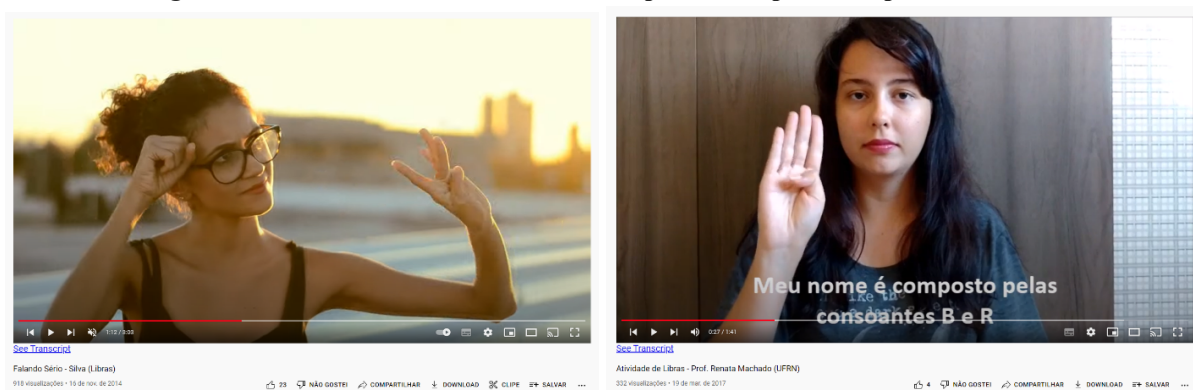 1:12 / 3:38
See Transcript
Falando Sério - Silva (Libras)
918 visualizações • 16 de nov. de 2014
23 NÃO GOSTEI COMPARTILHAR DOWNLOAD CLIPE SALVAR ...
Meu nome é composto pelas
consoantes B e R
0:27 / 1:41
See Transcript
Atividade de Libras - Prof. Renata Machado (UFRN)
332 visualizações • 19 de mar. de 2017
4 NÃO GOSTEI COMPARTILHAR DOWNLOAD SALVAR ...